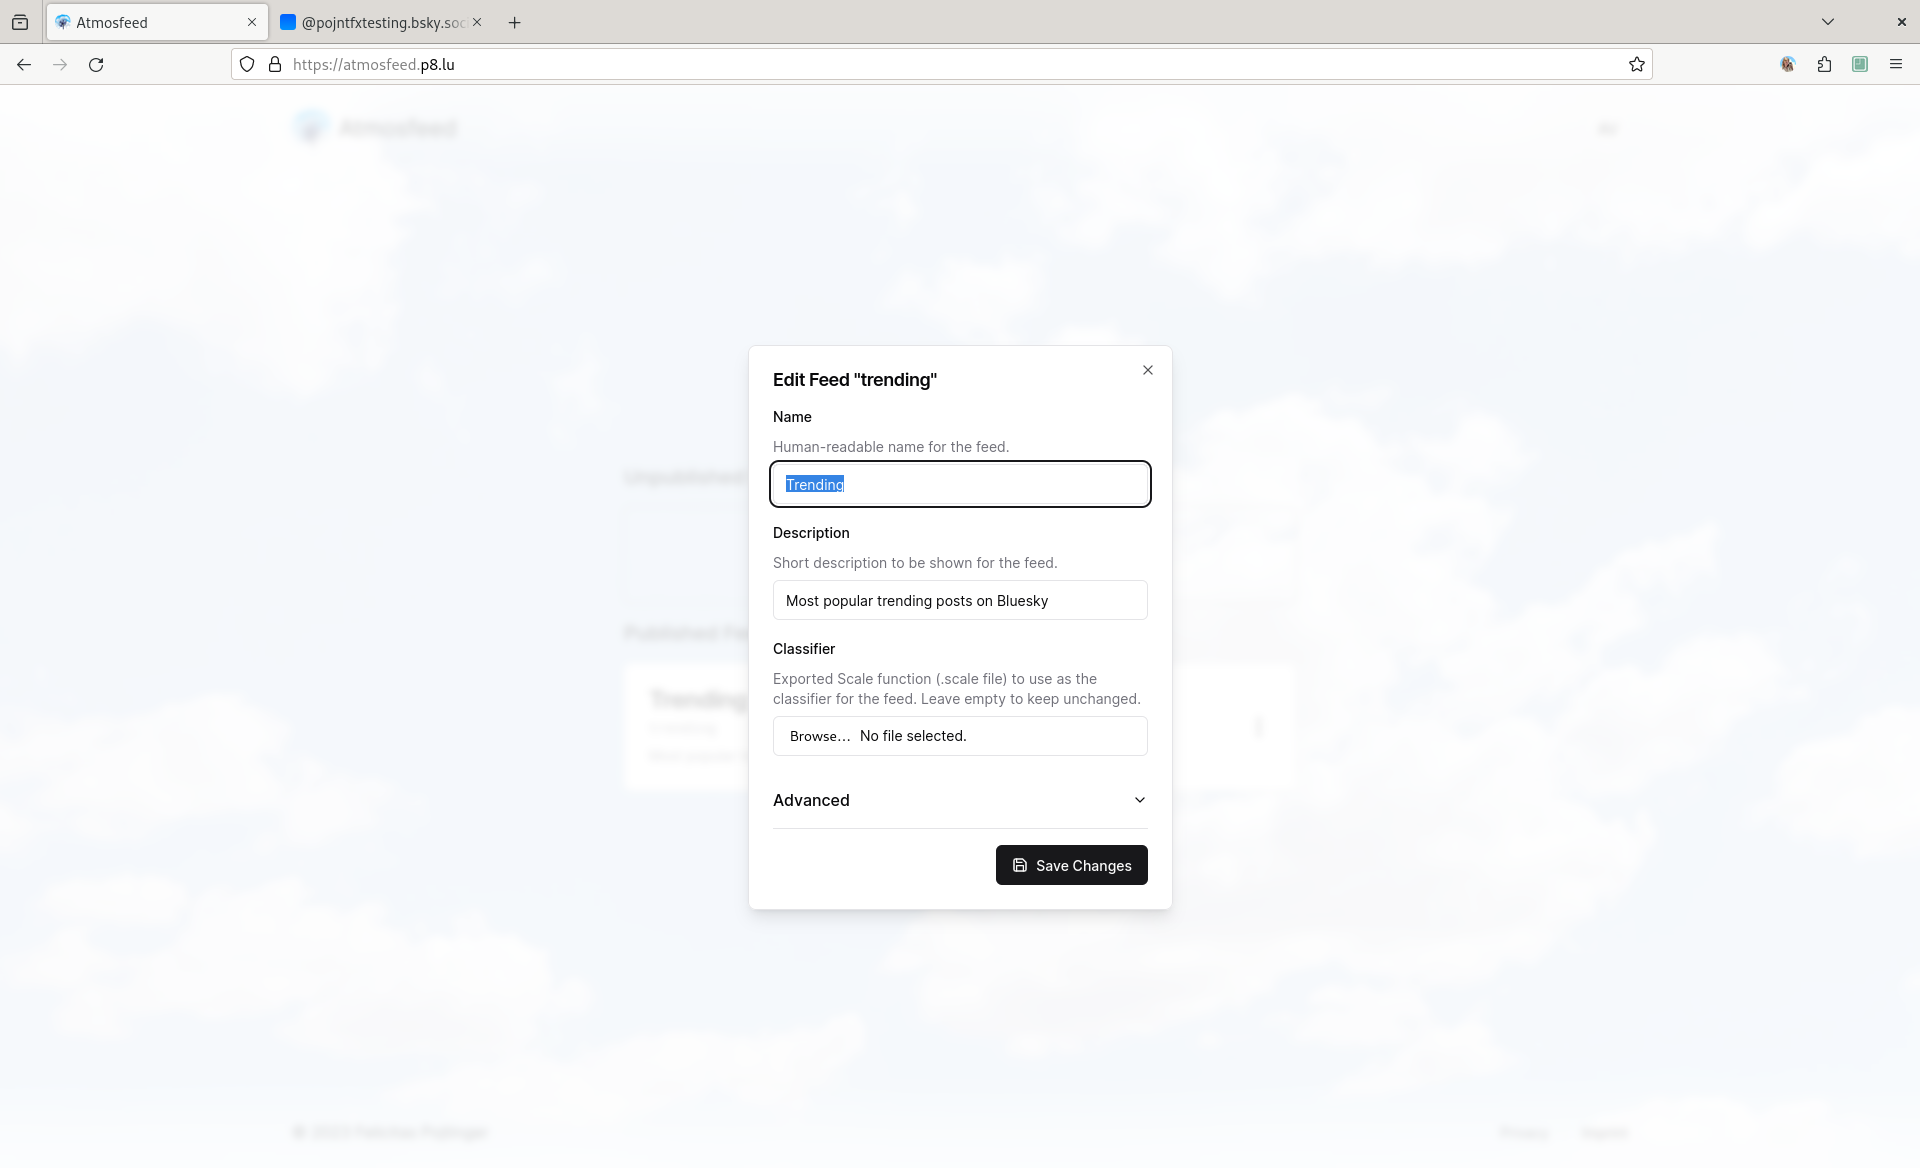 Atmosfeed
@pojntfxtesting.bsky.soc
https://atmosfeed.p8.lu
Atmosfeed
Unpublished
Published Fe
Trending
Edit Feed "trending"
Name
Human-readable name for the feed.
Trending
Description
Short description to be shown for the feed.
Most popular trending posts on Bluesky
Classifier
Exported Scale function (.scale file) to use as the
classifier for the feed. Leave empty to keep unchanged.
Browse... No file selected.
Advanced
Save Changes
© 2023 Felicitas Pojtinger
Privacy
Imprint